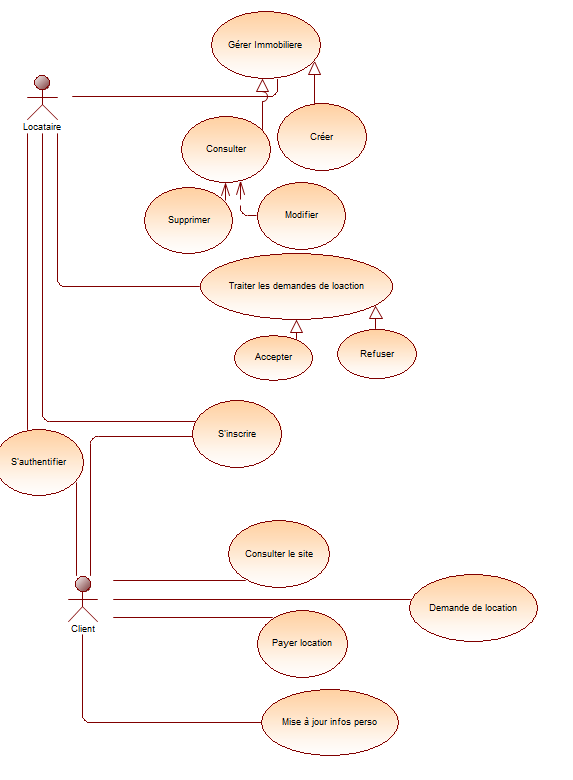 Gérer Immobiliere
Locataire
Créer
Consulter
Supprimer
Modifier
Traiter les demandes de loaction
Accepter
Refuser
S'inscrire
S'authentifier
Consulter le site
Demande de location
Client
Payer location
Mise à jour infos perso